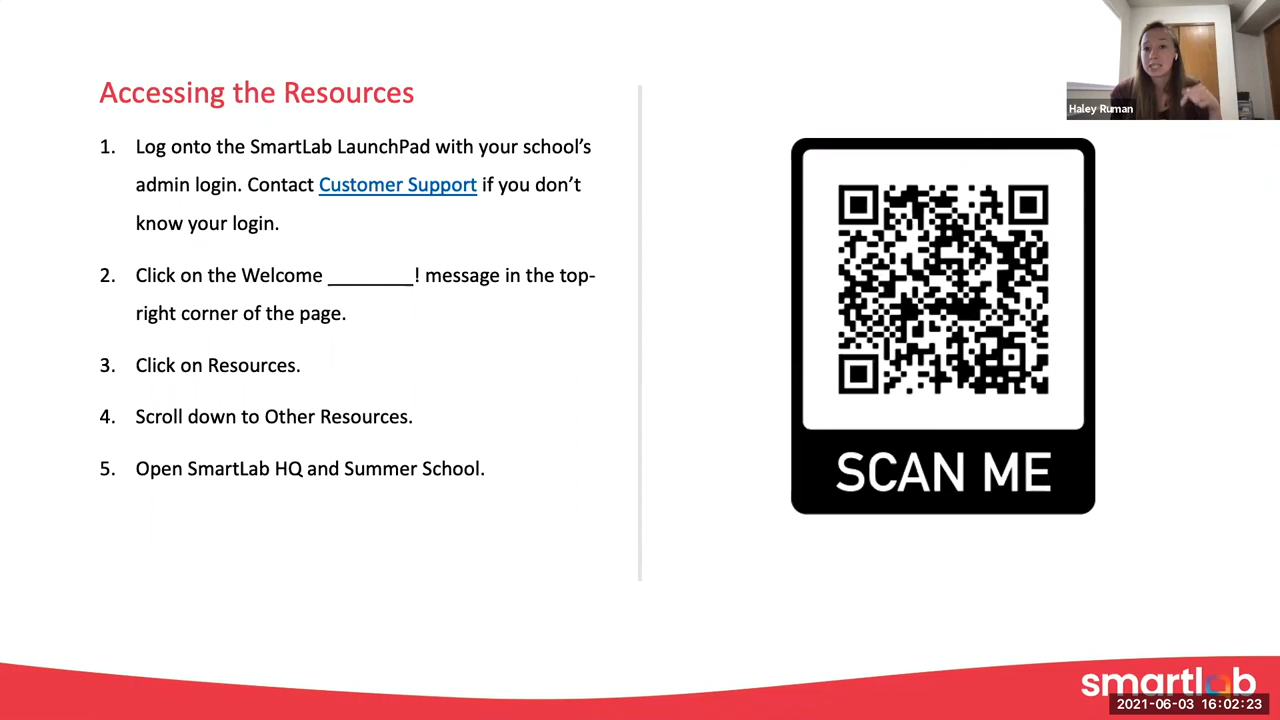 Accessing the Resources
1. Log onto the SmartLab LaunchPad with your school’s
admin login. Contact Customer Support if you don’t
know your login.
2. Click on the Welcome ________! message in the top-
right corner of the page.
3. Click on Resources.
4. Scroll down to Other Resources.
5. Open SmartLab HQ and Summer School.
Haley Ruman
SCAN ME
smartlab
2021-06-03 16:02:23